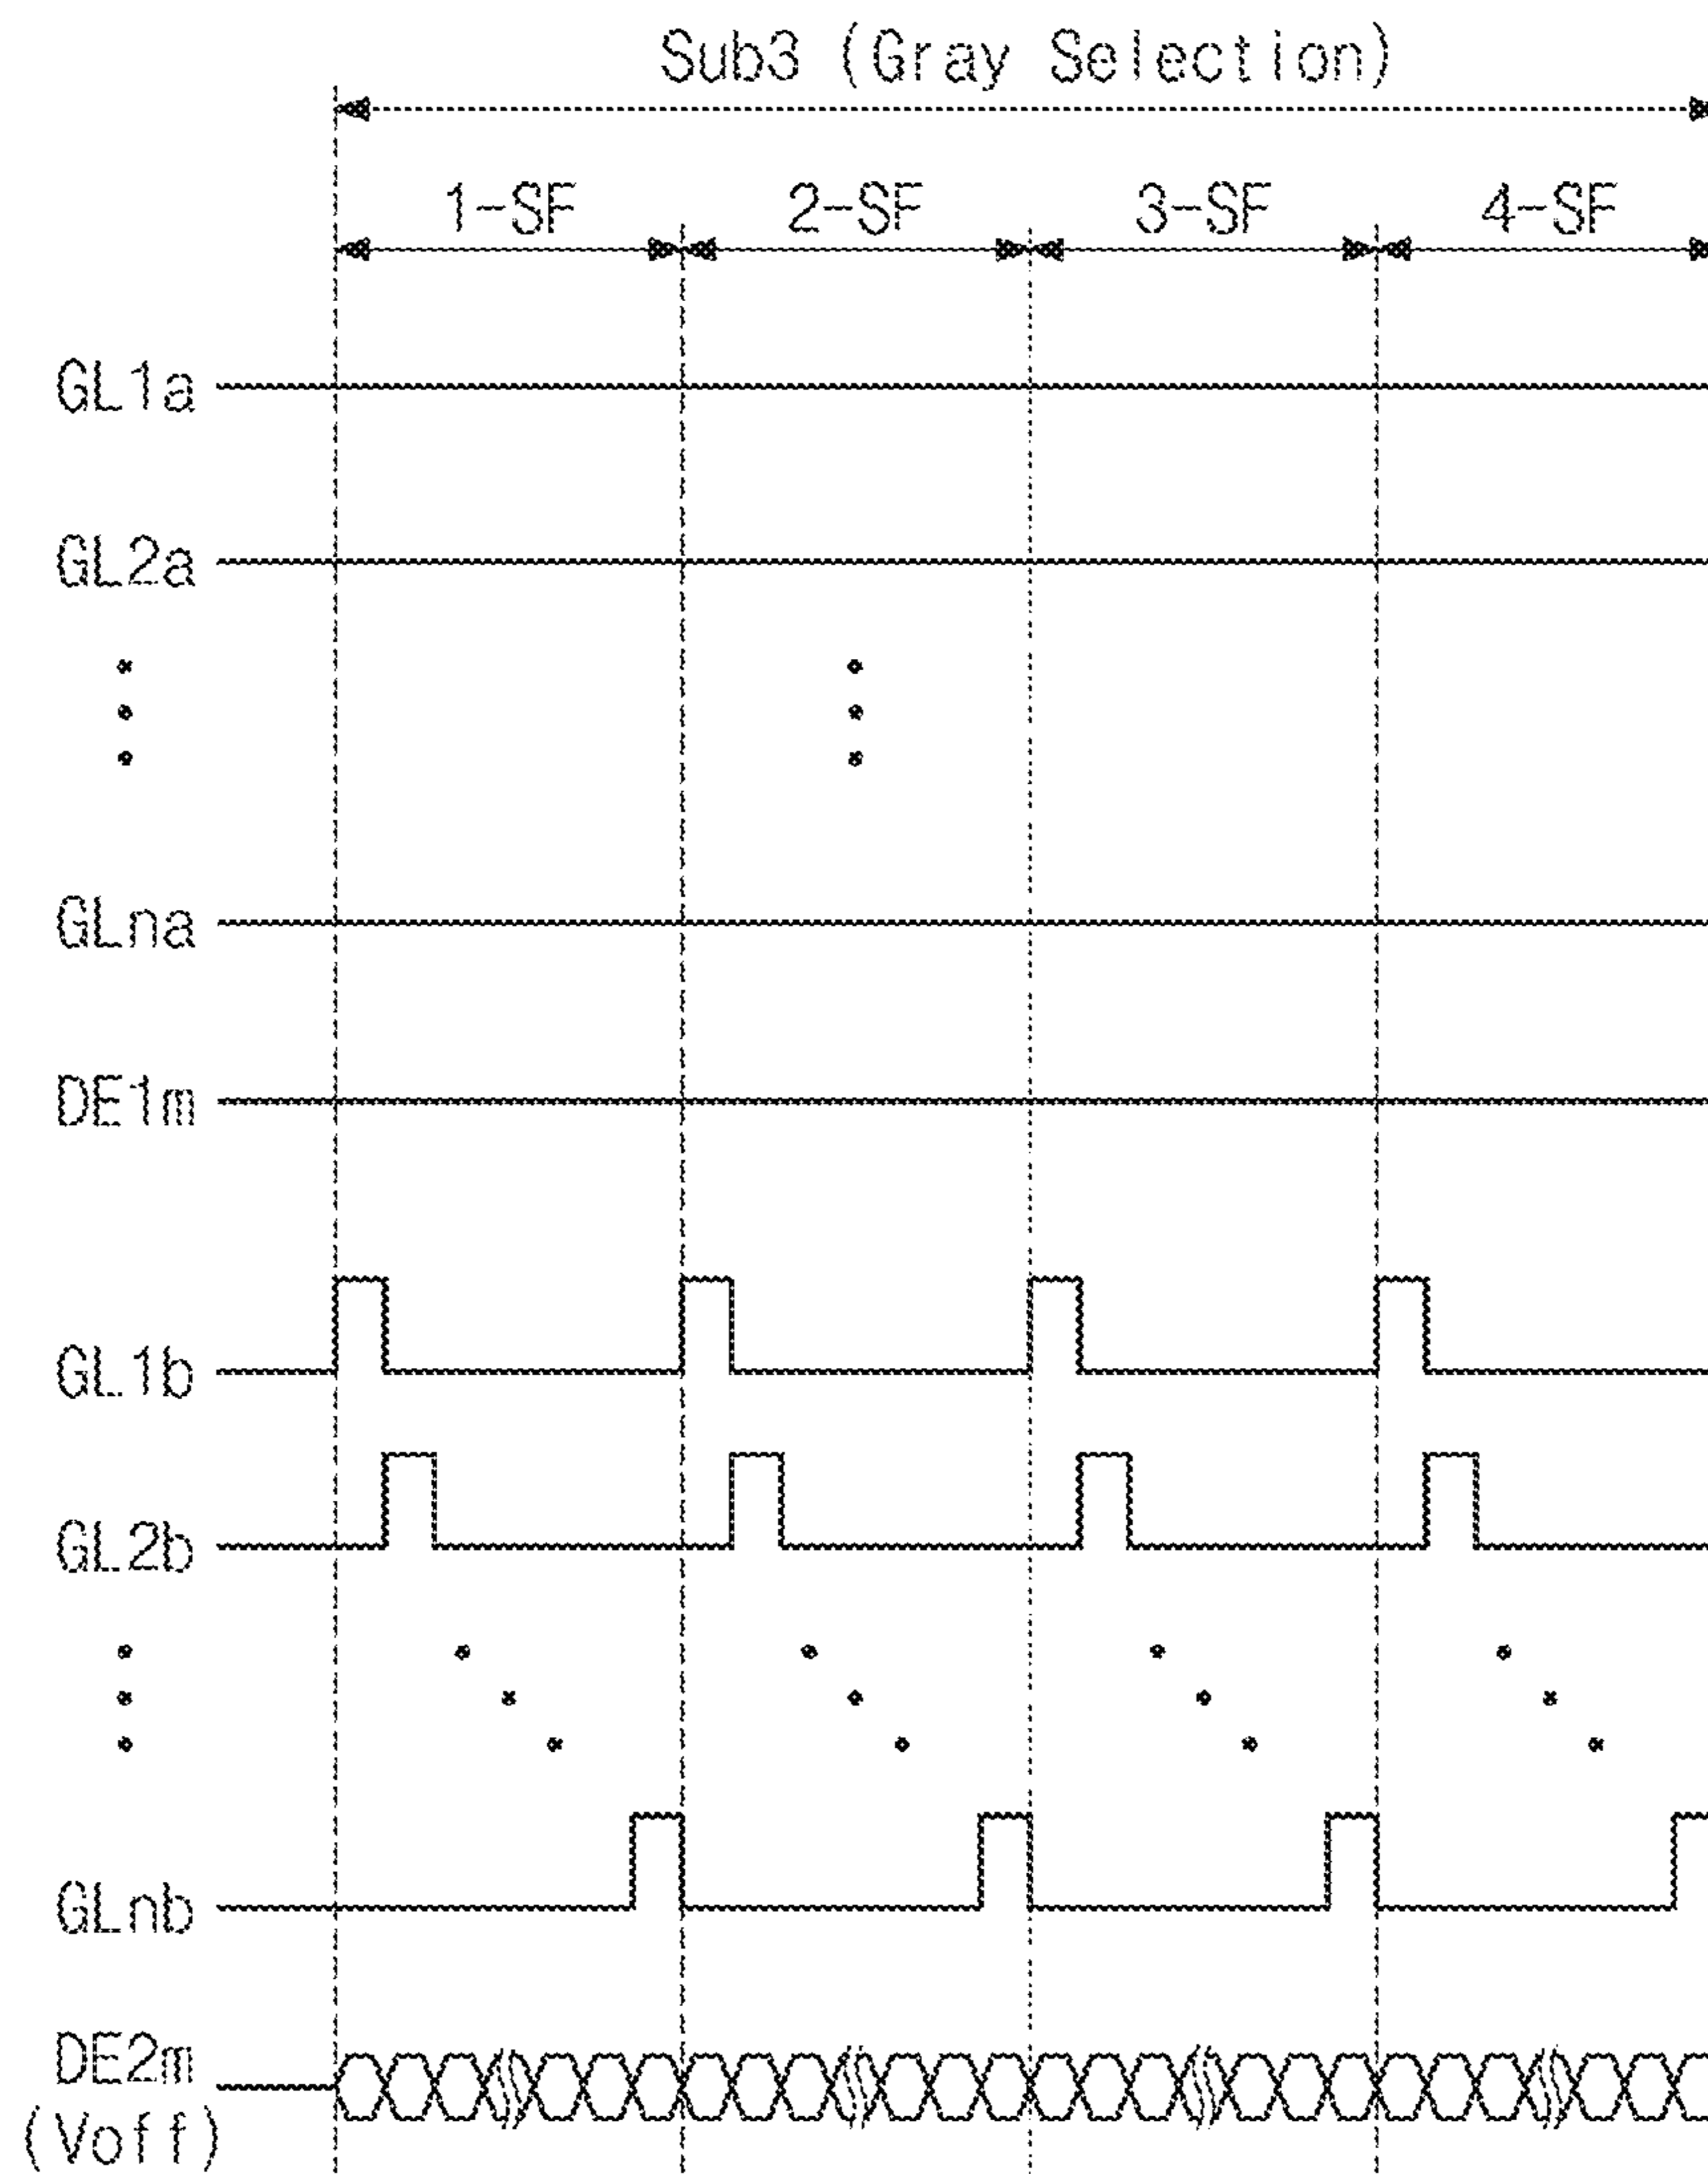 Sub3 (Gray Selection)
1-SF 2-SF 3-SF 4-SF
GL1a
GL2a
GLna
DE1m
GL1b
GL2b
GLnb
DE2m
(Voff)